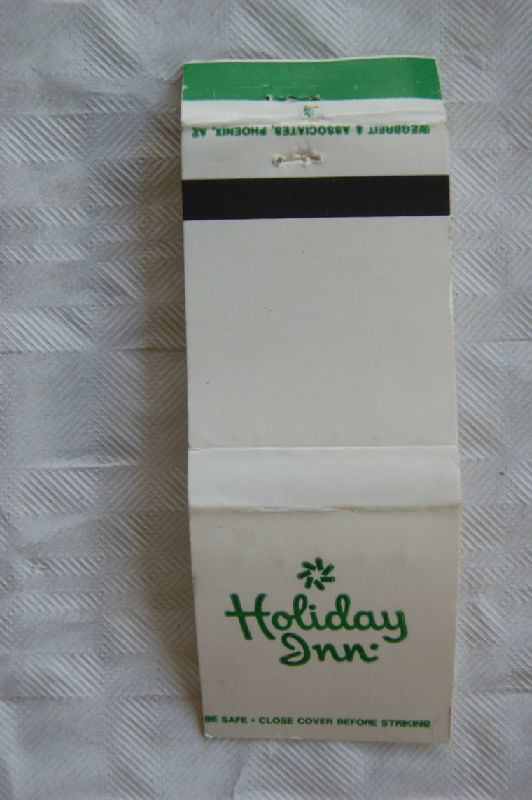 WEGBREIT & ASSOCIATES, PHOENIX, AZ
Holiday
Inn
BE SAFE - CLOSE COVER BEFORE STRIKING